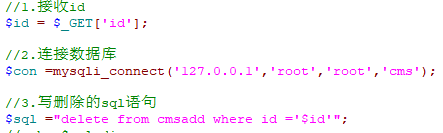 //1.接收id
$id = $_GET['id'];
//2.连接数据库
$con =mysqli_connect('127.0.0.1','root','root','cms');
//3.写删除的sql语句
$sql ="delete from cmsadd where id ='$id'";